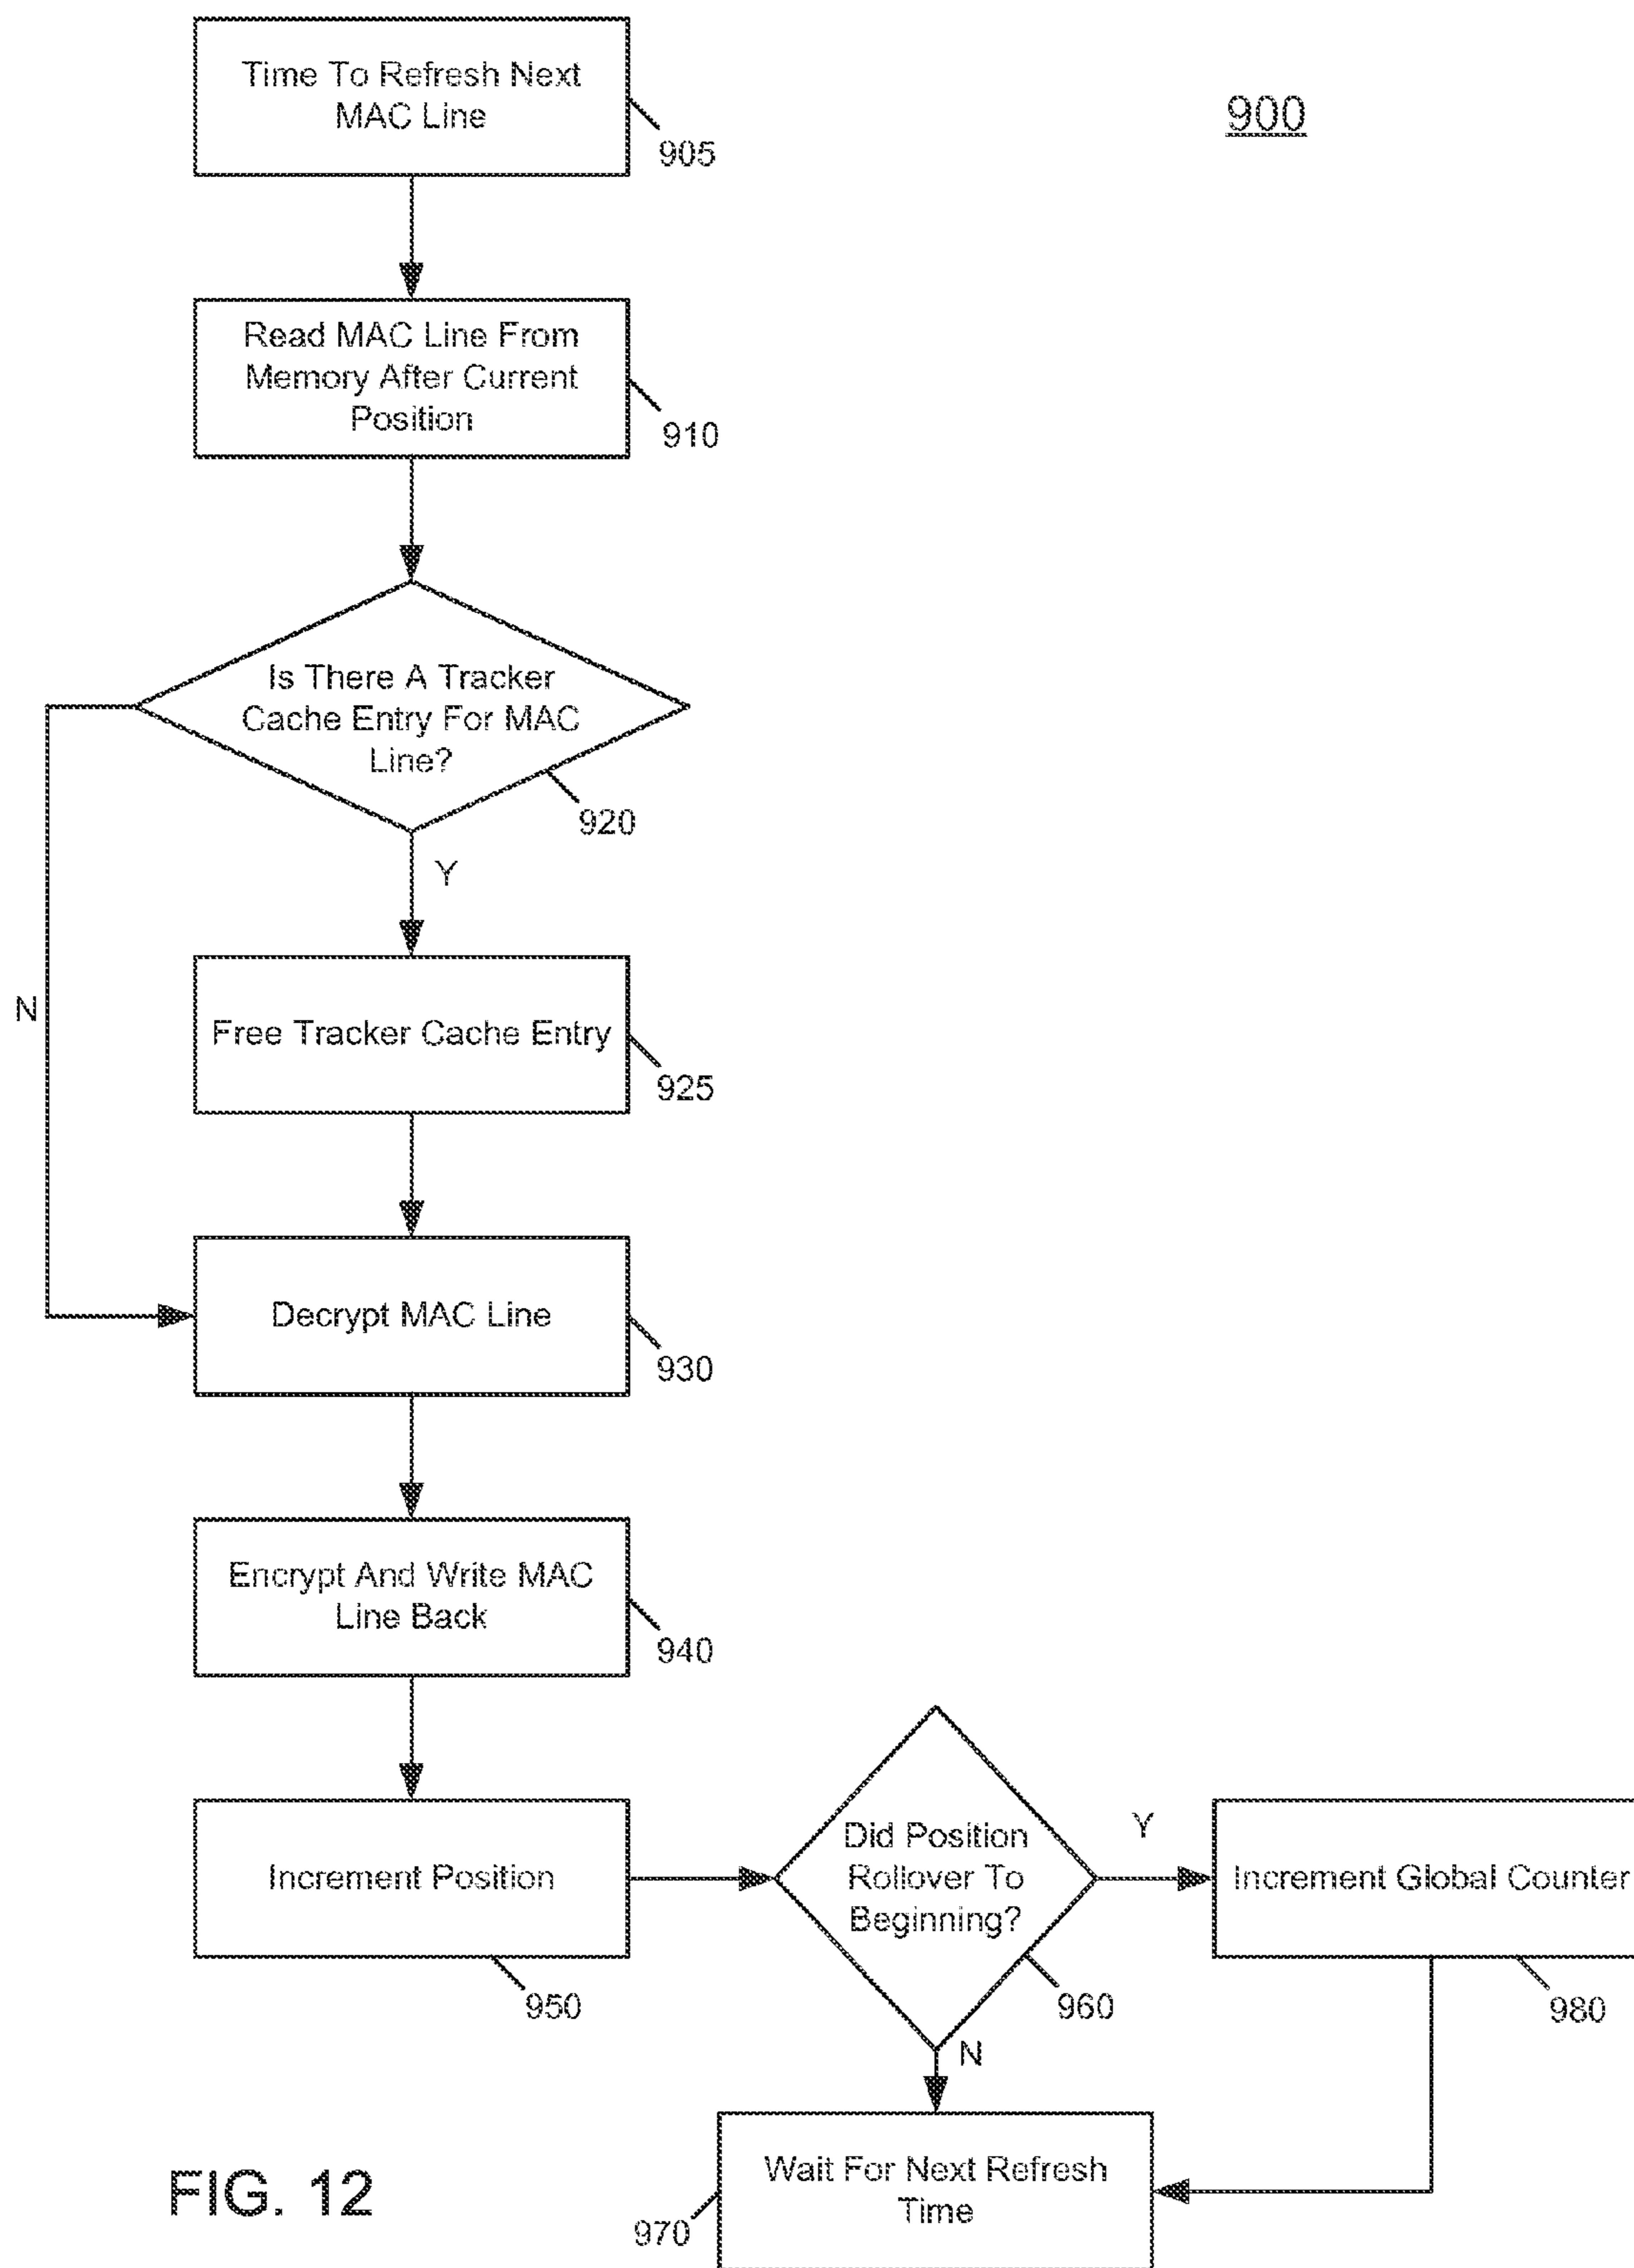 Time To Refresh Next
MAC Line
900
905
Read MAC Line From
Memory After Current
Position
910
Is There A Tracker
Cache Entry For MAC
Line?
920
Y
N
Free Tracker Cache Entry
925
Decrypt MAC Line
930
Encrypt And Write MAC
Line Back
940
Increment Position
950
Did Position
Rollover To
Beginning?
960
Y
Increment Global Counter
980
N
Wait For Next Refresh
Time
970
FIG. 12